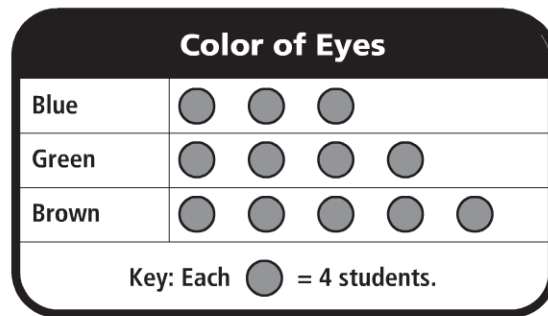 Color of Eyes
Blue
Green
Brown
Key: Each = 4 students.